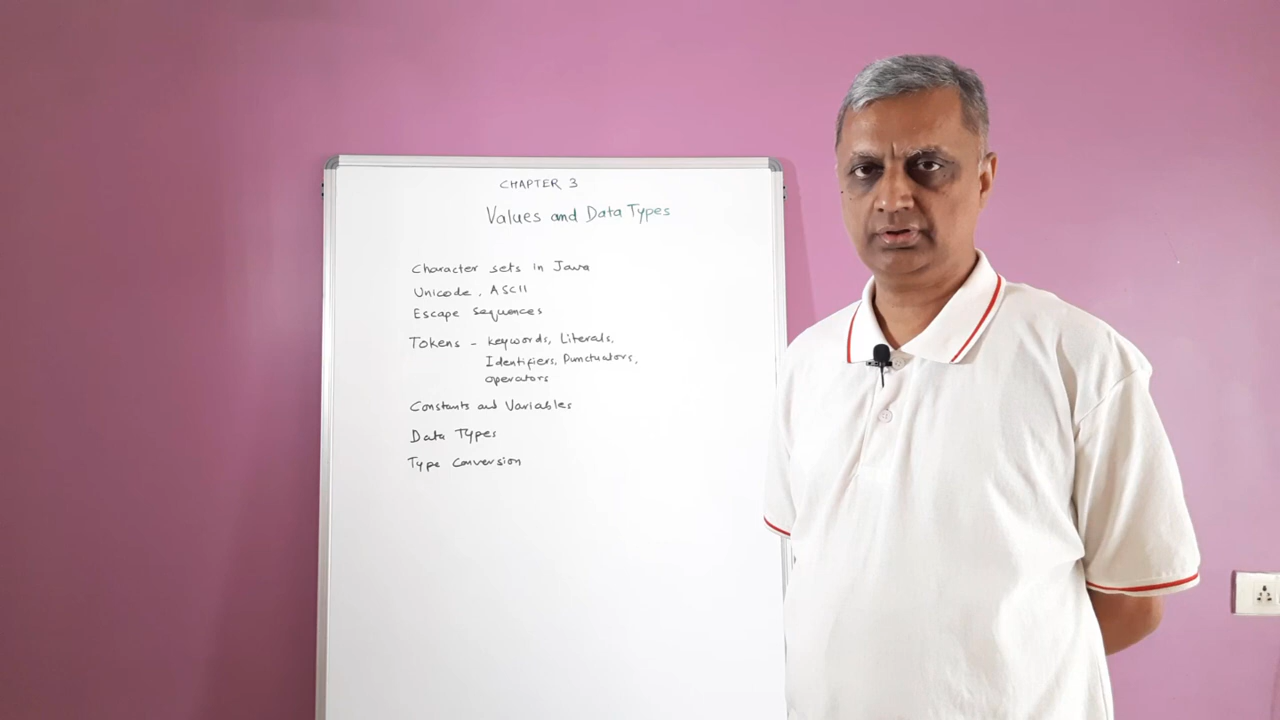 CHAPTER 3
Values and Data Types
Character sets in Java
Unicode, ASCII
Escape Sequences
Tokens - keywords, Literals,
Identifiers, Punctuators,
operators
Constants and Variables
Data Types
Type Conversion